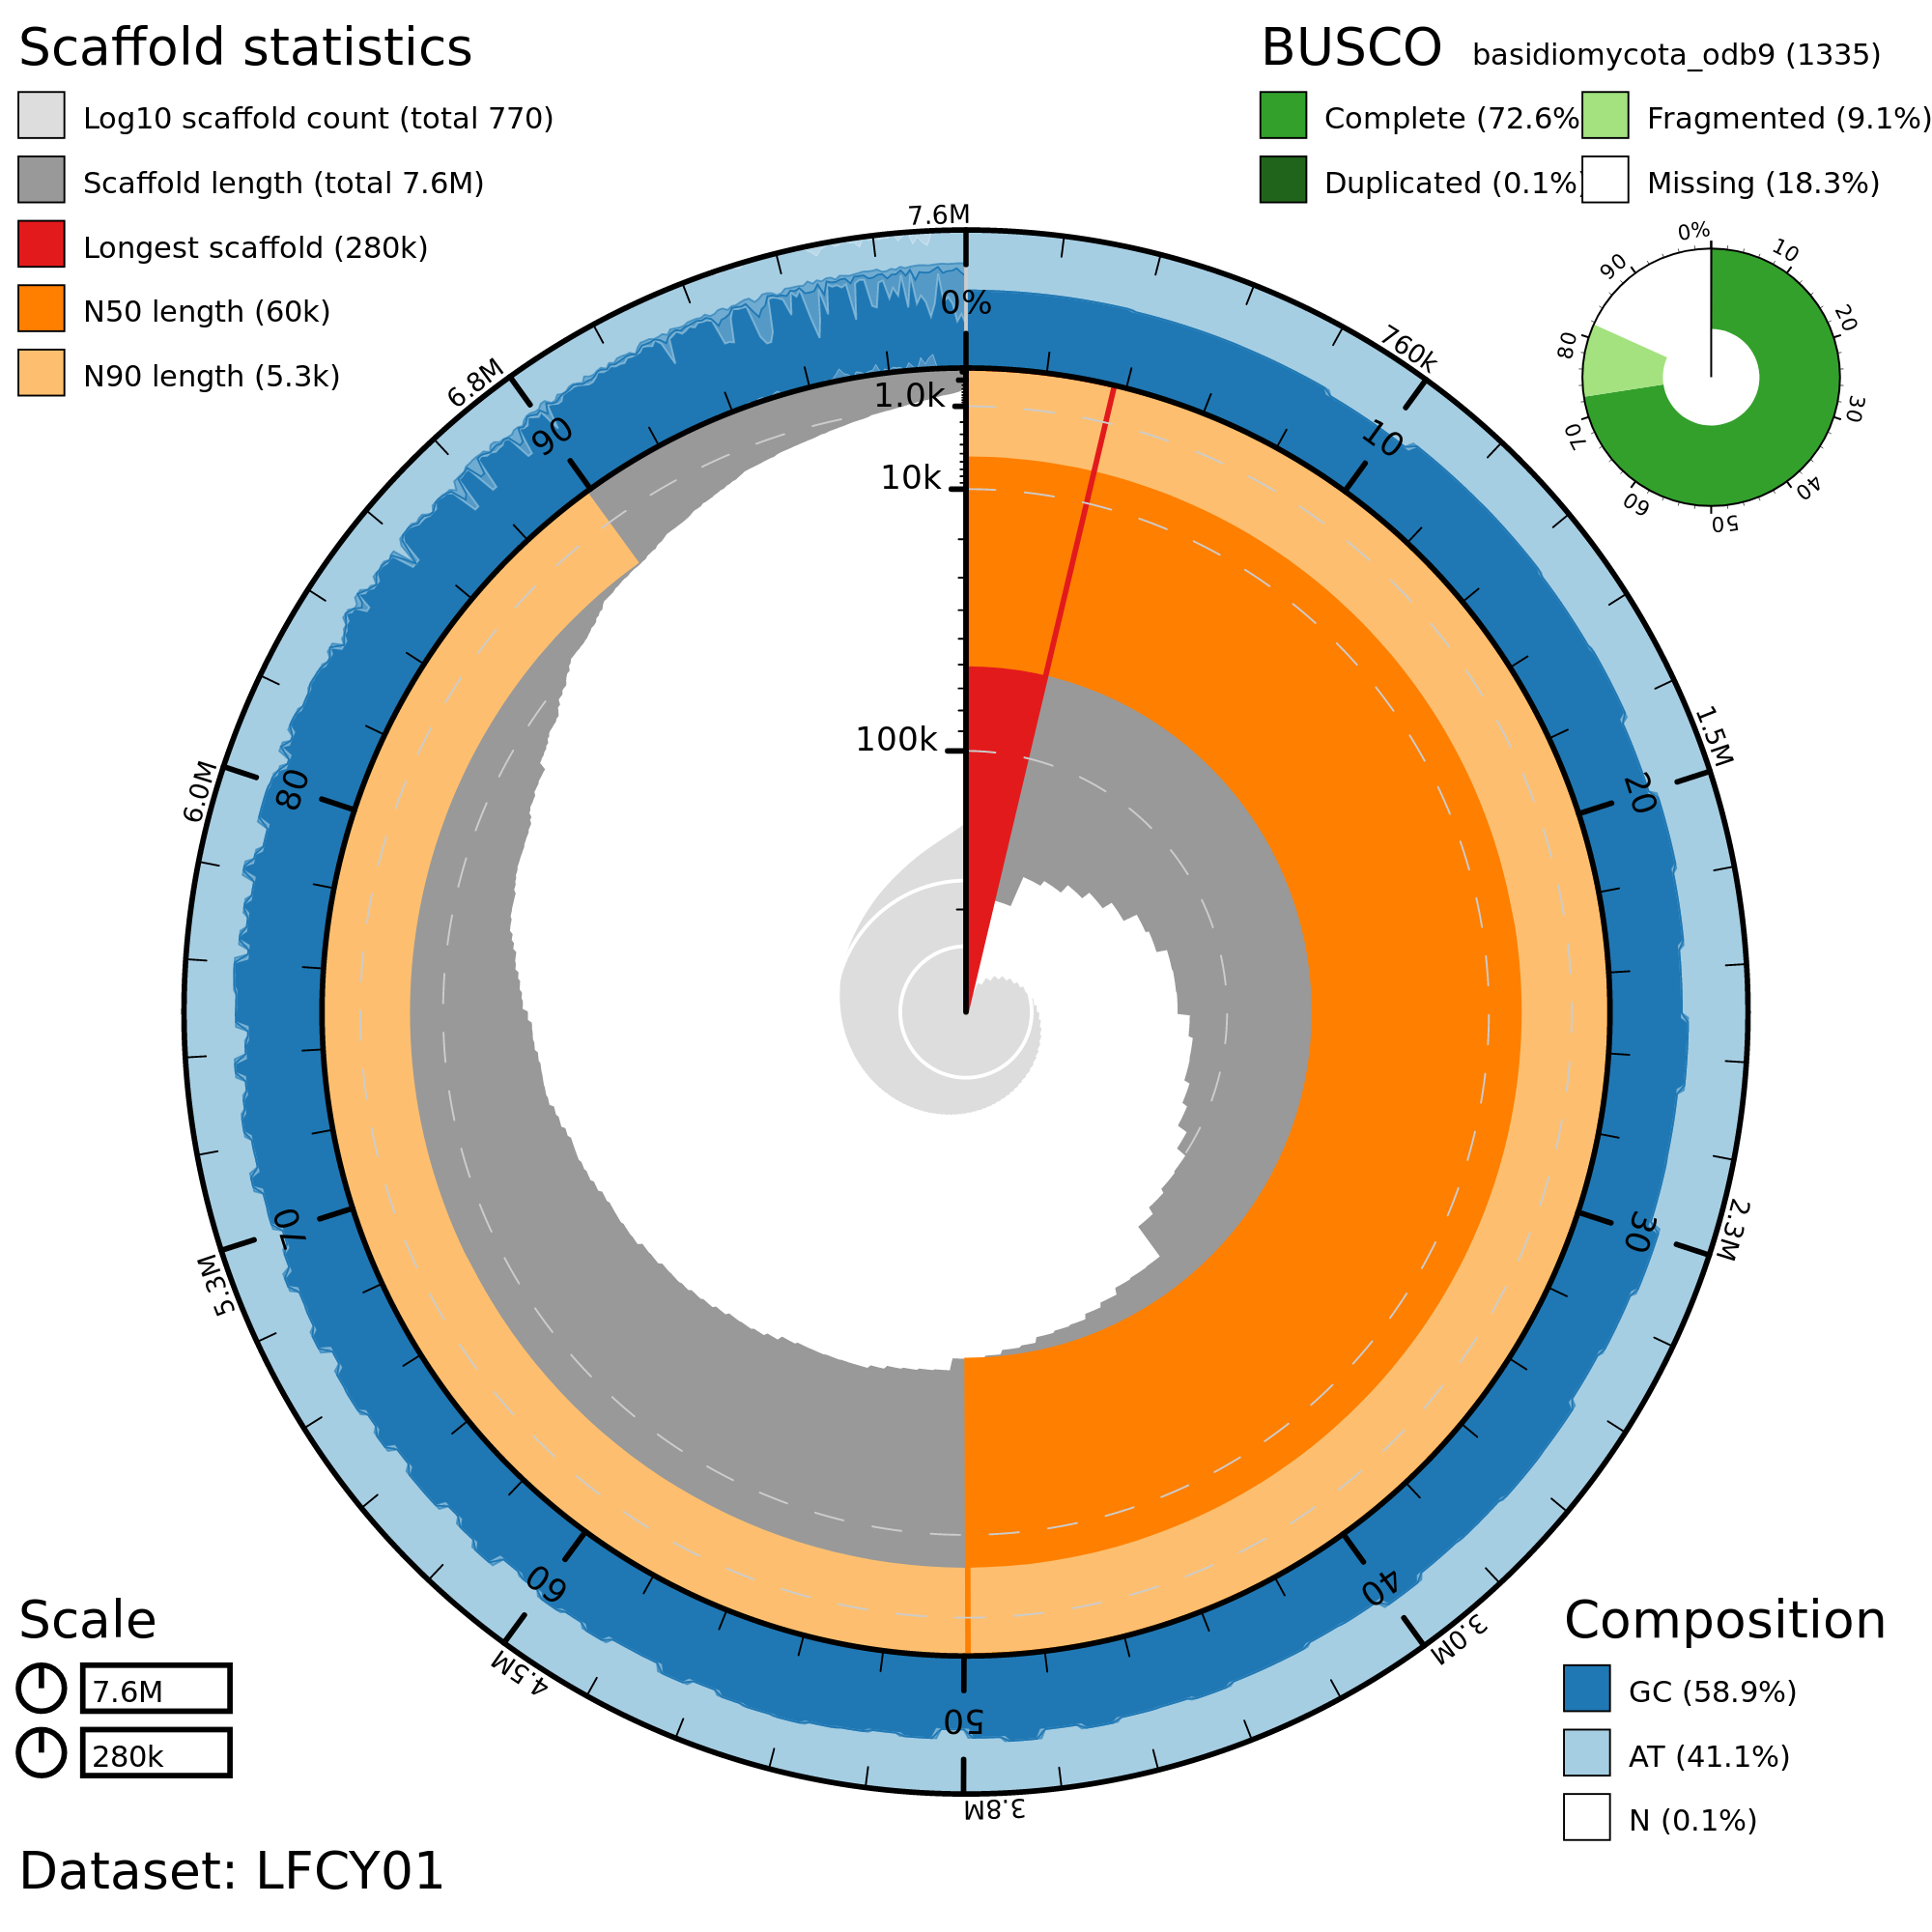 Scaffold statistics
Log10 scaffold count (total 770)
Scaffold length (total 7.6M)
Longest scaffold (280k)
N50 length (60k)
N90 length (5.3k)
BUSCO basidiomycota_odb9 (1335)
Complete (72.6% Fragmented (9.1%)
Duplicated (0.1%) Missing (18.3%)
0%
10
20
30
40
50
60
70
80
90
7.6M
760k
1.5M
2.3M
3.0M
3.8M
4.5M
5.3M
6.0M
6.8M
0%
10
20
30
40
50
60
70
80
90
1.0k
10k
100k
Scale
7.6M
280k
Composition
GC (58.9%)
AT (41.1%)
N (0.1%)
Dataset: LFCY01